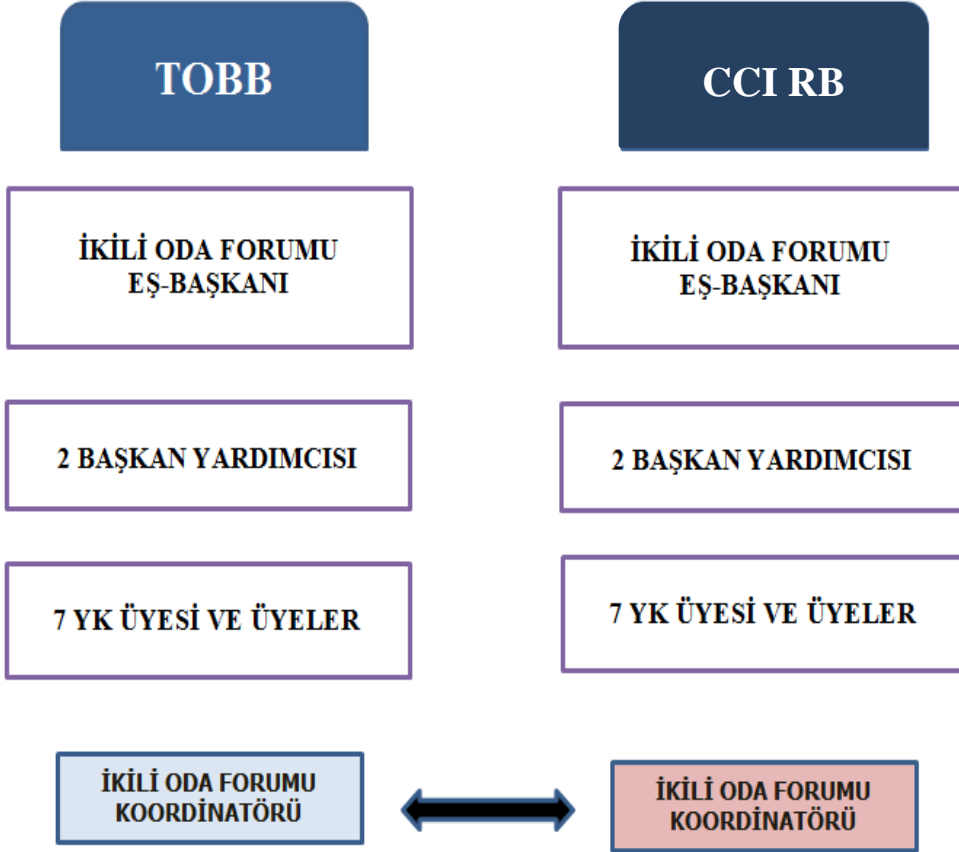 TOBB
CCI RB
İKİLİ ODA FORUMU
EŞ-BAŞKANI
İKİLİ ODA FORUMU
EŞ-BAŞKANI
2 BAŞKAN YARDIMCISI
2 BAŞKAN YARDIMCISI
7 YK ÜYESİ VE ÜYELER
7 YK ÜYESİ VE ÜYELER
İKİLİ ODA FORUMU
KOORDİNATÖRÜ
İKİLİ ODA FORUMU
KOORDİNATÖRÜ